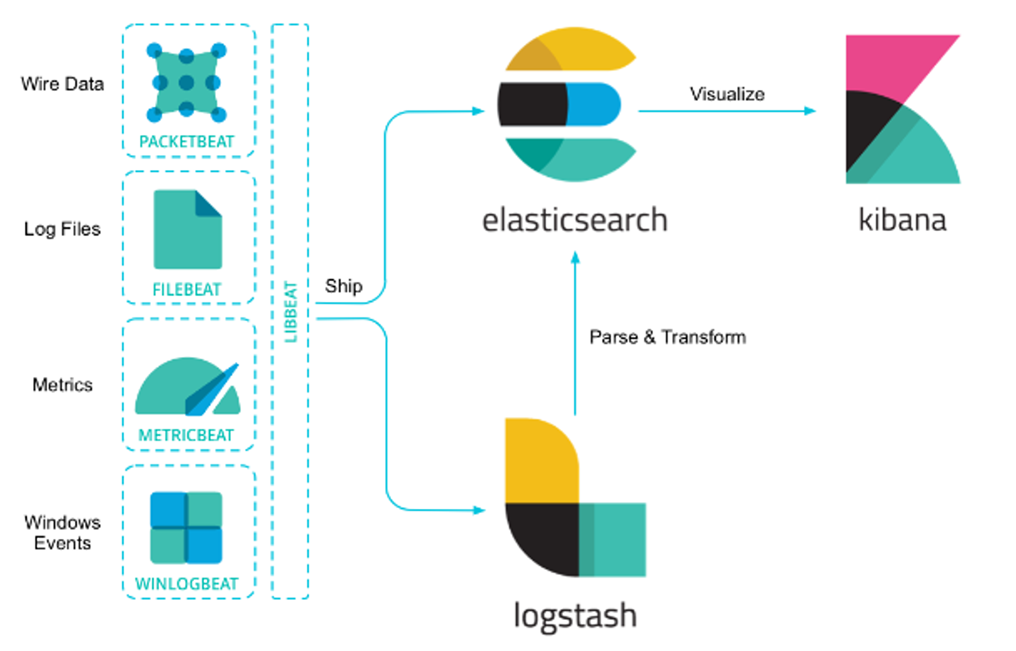 Wire Data
PACKETBEAT
Log Files
FILEBEAT
Metrics
METRICBEAT
Windows
Events
WINLOGBEAT
LIBBEAT
Ship
elasticsearch
Visualize
kibana
Parse & Transform
logstash